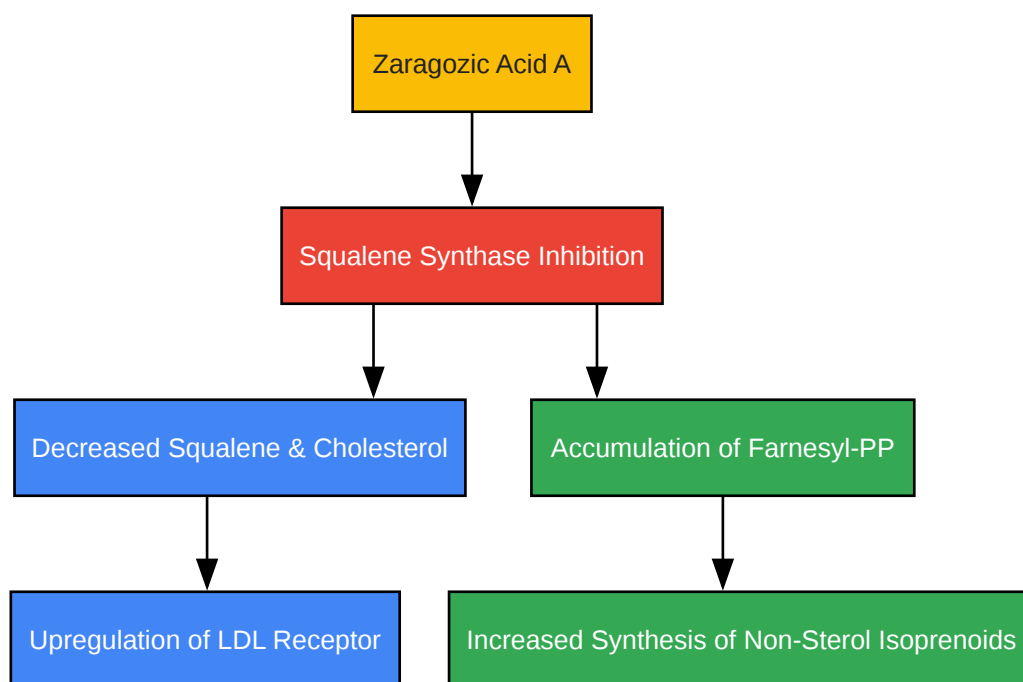 Zaragozic Acid A
Squalene Synthase Inhibition
Decreased Squalene & Cholesterol
Accumulation of Farnesyl-PP
Upregulation of LDL Receptor
Increased Synthesis of Non-Sterol Isoprenoids